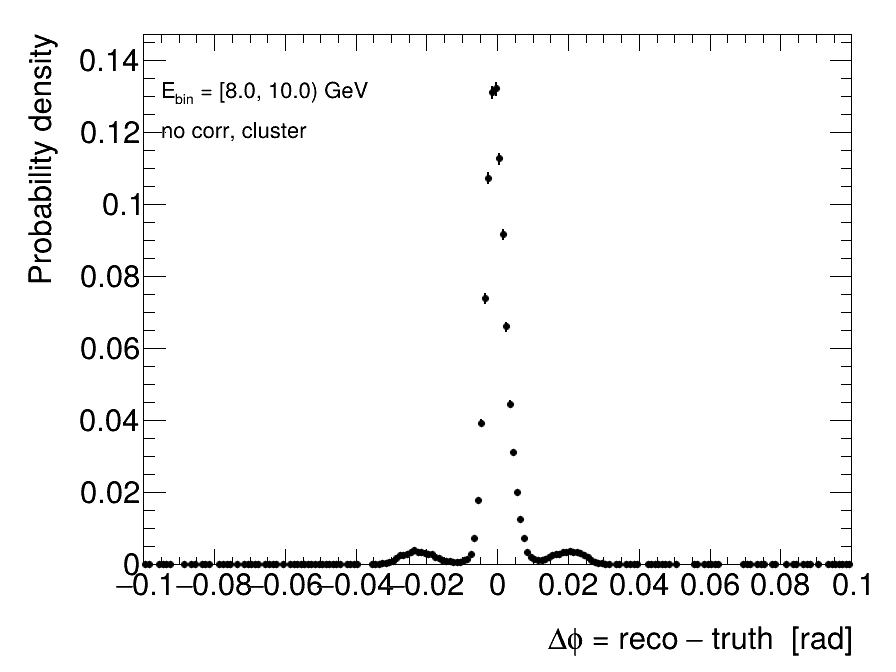 Probability density
0.14
0.12
0.1
0.08
0.06
0.04
0.02
0
E_bin = [8.0, 10.0) GeV
no corr, cluster
−0.1 −0.08 −0.06 −0.04 −0.02 0 0.02 0.04 0.06 0.08 0.1
Δϕ = reco − truth [rad]